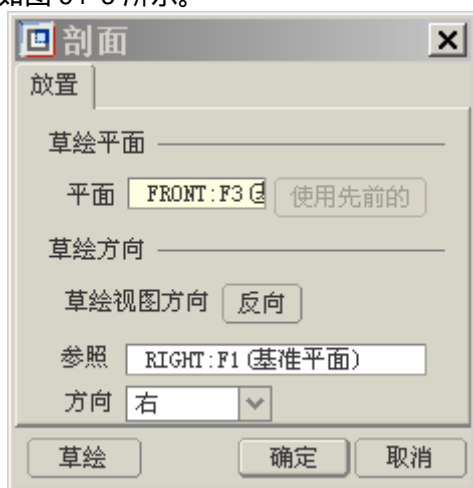 如图 51-3 所示。
剖面
放置
草绘平面
平面 FRONT:F3(基 使用先前的
草绘方向
草绘视图方向 反向
参照 RIGHT:F1(基准平面)
方向 右
草绘 确定 取消